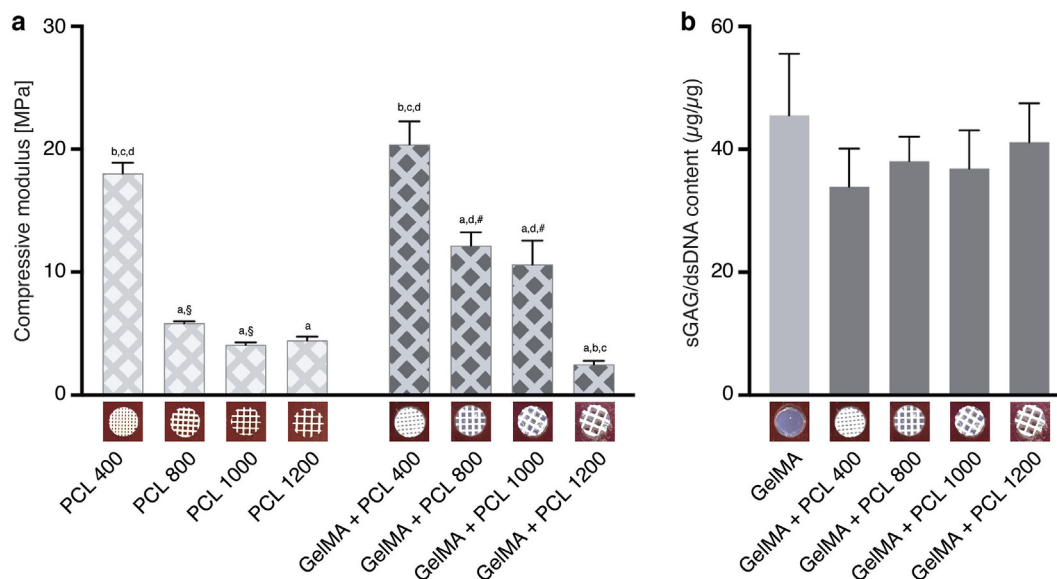 a
Compressive modulus [MPa]
30
20
10
0
b,c,d
a,§
a,§
a
b,c,d
a,d,#
a,d,#
a,b,c
PCL 400
PCL 800
PCL 1000
PCL 1200
GelMA + PCL 400
GelMA + PCL 800
GelMA + PCL 1000
GelMA + PCL 1200
b
sGAG/dsDNA content (µg/µg)
60
40
20
0
GelMA
GelMA + PCL 400
GelMA + PCL 800
GelMA + PCL 1000
GelMA + PCL 1200